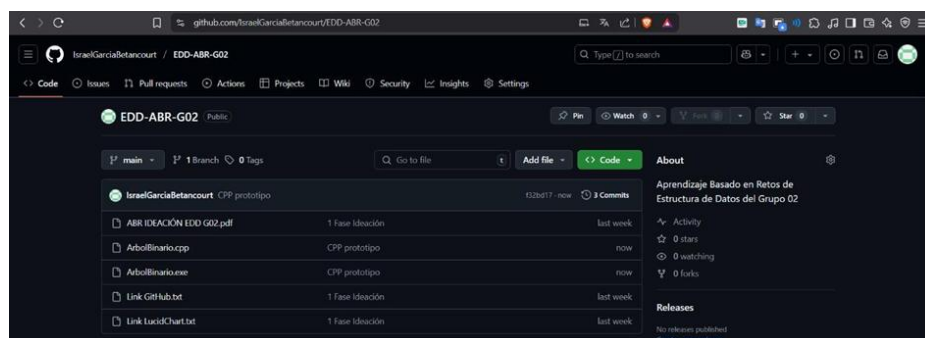 github.com/IsraelGarciaBetancourt/EDD-ABR-G02
IsraelGarciaBetancourt / EDD-ABR-G02
Type / to search
Code Issues Pull requests Actions Projects Wiki Security Insights Settings
EDD-ABR-G02 Public
Pin Watch 0 Fork 0 Star 0
main 1 Branch 0 Tags
Go to file t Add file Code
About
IsraelGarciaBetancourt CPP prototipo f32bd17 · now 3 Commits
Aprendizaje Basado en Retos de
Estructura de Datos del Grupo 02
ABR IDEACIÓN EDD G02.pdf 1 Fase Ideación last week
ArbolBinario.cpp CPP prototipo now
ArbolBinario.exe CPP prototipo now
Link GitHub.txt 1 Fase Ideación last week
Link LucidChart.txt 1 Fase Ideación last week
Activity
0 stars
0 watching
0 forks
Releases
No releases published